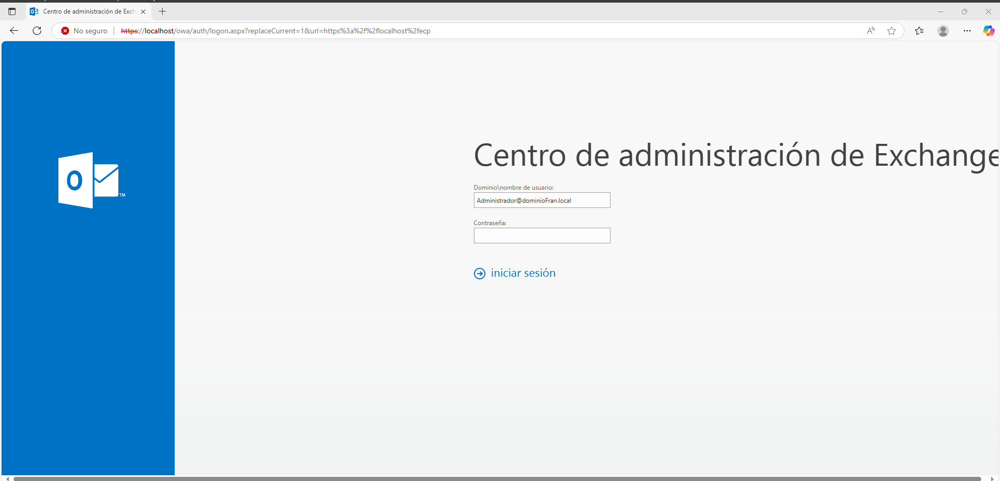 Centro de administración de Exch
No seguro
https://localhost/owa/auth/logon.aspx?replaceCurrent=1&url=https%3a%2f%2flocalhost%2fecp
Centro de administración de Exchange
Dominio\nombre de usuario:
Administrador@dominioFran.local
Contraseña:
iniciar sesión
O
TM